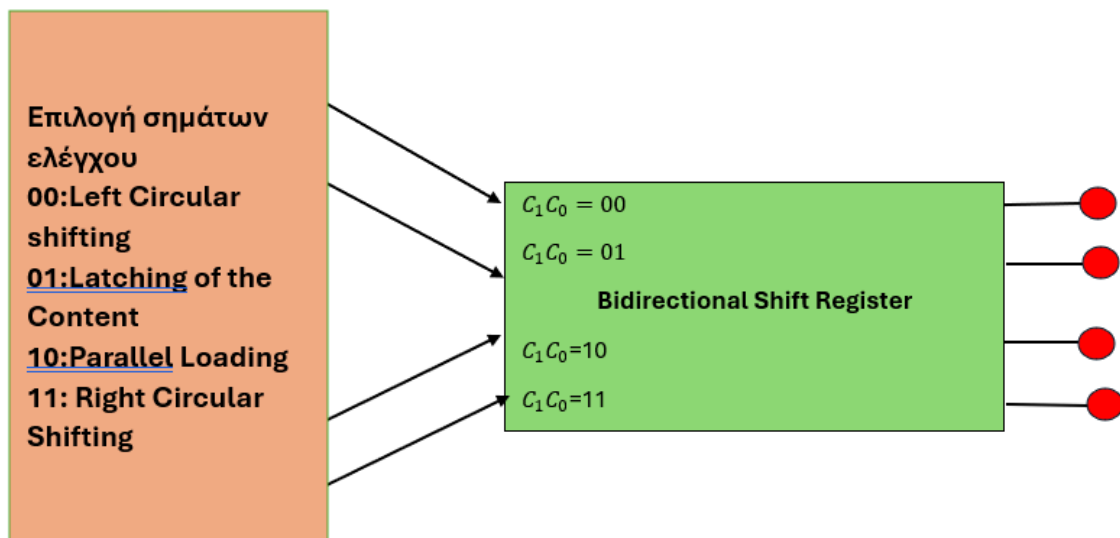 Επιλογή σημάτων
ελέγχου
00:Left Circular
shifting
01:Latching of the
Content
10:Parallel Loading
11: Right Circular
Shifting
𝐶₁𝐶₀ = 00
𝐶₁𝐶₀ = 01
Bidirectional Shift Register
𝐶₁𝐶₀=10
𝐶₁𝐶₀=11